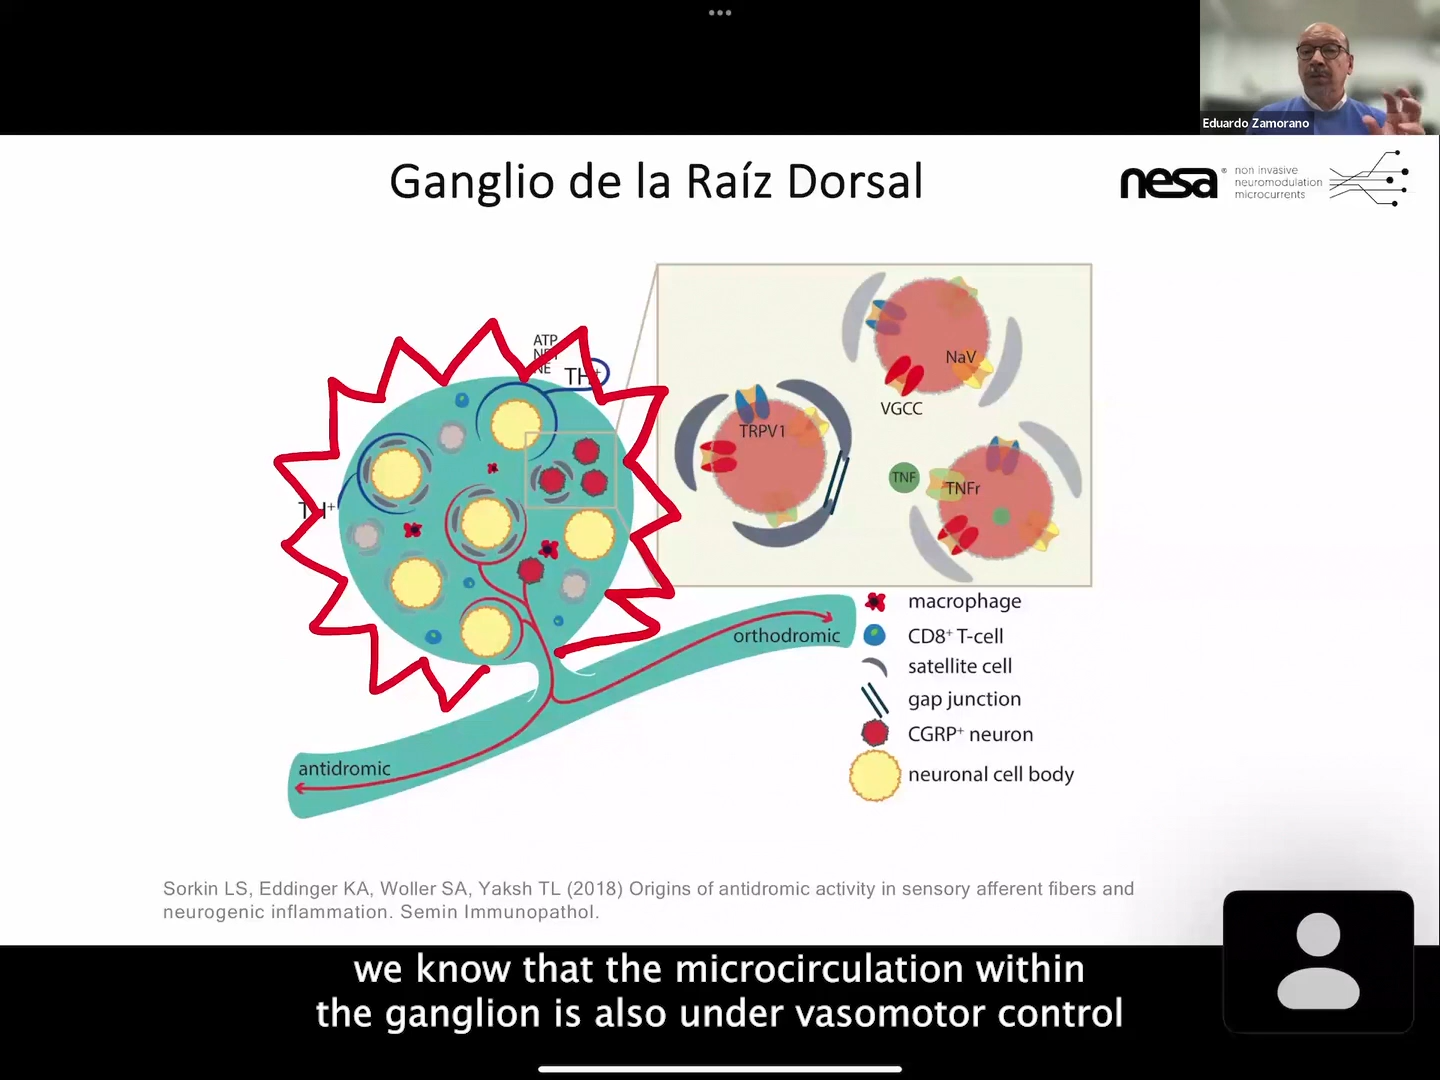 Eduardo Zamorano
Ganglio de la Raíz Dorsal
nesa®
non invasive
neuromodulation
microcurrents
ATP
NE
TH+
NaV
VGCC
TRPV1
TNF
TNFr
macrophage
orthodromic
CD8+ T-cell
satellite cell
gap junction
CGRP+ neuron
antidromic
neuronal cell body
Sorkin LS, Eddinger KA, Woller SA, Yaksh TL (2018) Origins of antidromic activity in sensory afferent fibers and
neurogenic inflammation. Semin Immunopathol.
we know that the microcirculation within
the ganglion is also under vasomotor control